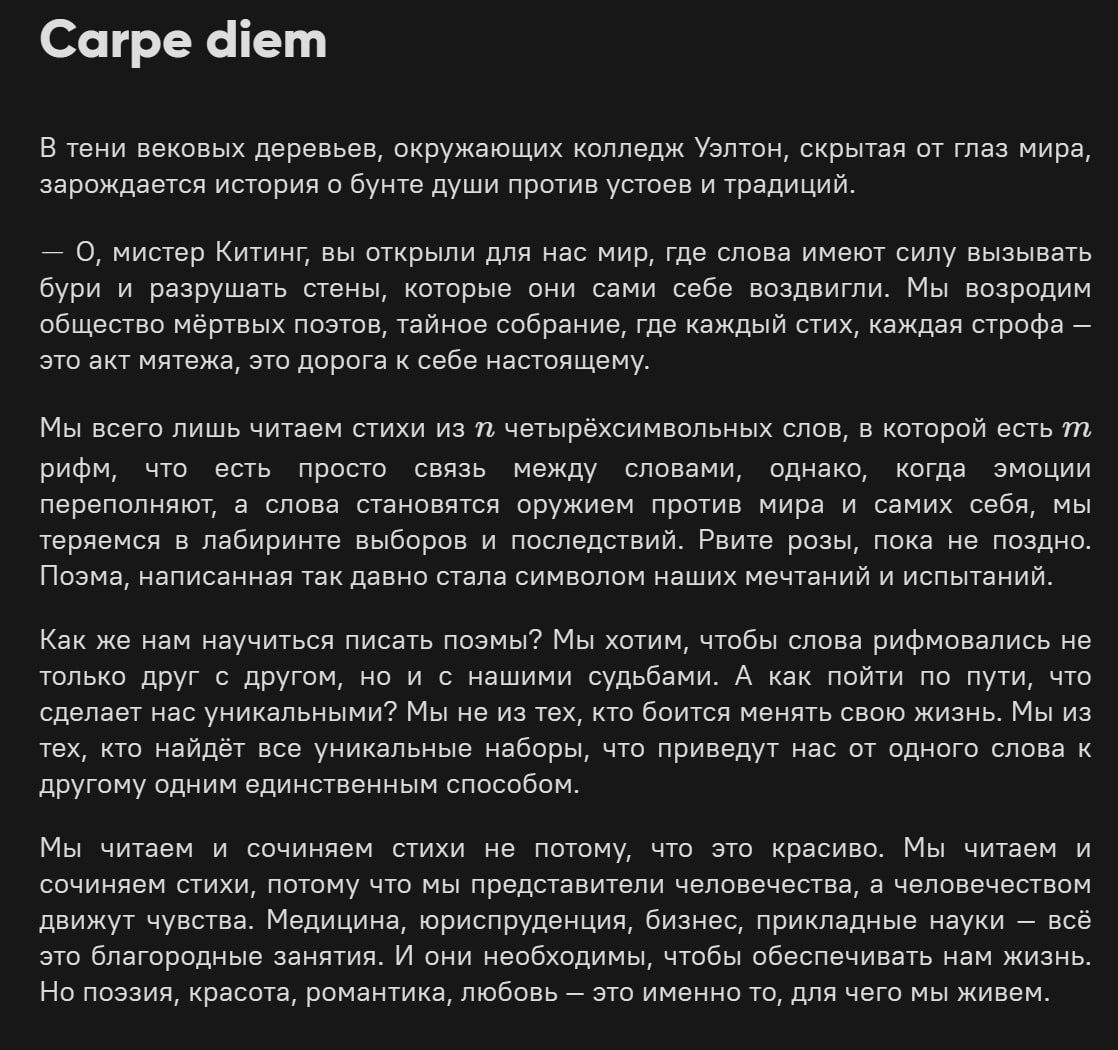 Carpe diem
В тени вековых деревьев, окружающих колледж Уэлтон, скрытая от глаз мира,
зарождается история о бунте души против устоев и традиций.
— О, мистер Китинг, вы открыли для нас мир, где слова имеют силу вызывать
бури и разрушать стены, которые они сами себе воздвигли. Мы возродим
общество мёртвых поэтов, тайное собрание, где каждый стих, каждая строфа —
это акт мятежа, это дорога к себе настоящему.
Мы всего лишь читаем стихи из n четырёхсимвольных слов, в которой есть m
рифм, что есть просто связь между словами, однако, когда эмоции
переполняют, а слова становятся оружием против мира и самих себя, мы
теряемся в лабиринте выборов и последствий. Рвите розы, пока не поздно.
Поэма, написанная так давно стала символом наших мечтаний и испытаний.
Как же нам научиться писать поэмы? Мы хотим, чтобы слова рифмовались не
только друг с другом, но и с нашими судьбами. А как пойти по пути, что
сделает нас уникальными? Мы не из тех, кто боится менять свою жизнь. Мы из
тех, кто найдёт все уникальные наборы, что приведут нас от одного слова к
другому одним единственным способом.
Мы читаем и сочиняем стихи не потому, что это красиво. Мы читаем и
сочиняем стихи, потому что мы представители человечества, а человечеством
движут чувства. Медицина, юриспруденция, бизнес, прикладные науки — всё
это благородные занятия. И они необходимы, чтобы обеспечивать нам жизнь.
Но поэзия, красота, романтика, любовь — это именно то, для чего мы живем.